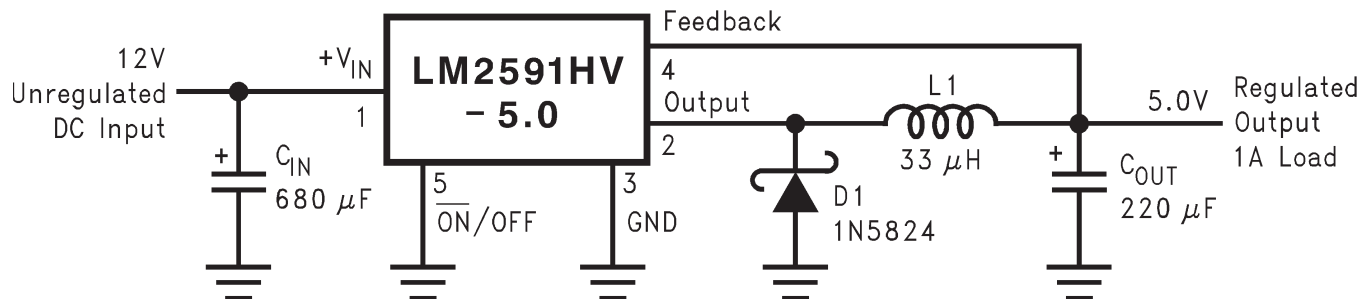 Feedback
12V
Unregulated
DC Input
+VIN
1
LM2591HV
– 5.0
4
Output
2
L1
33 μH
5.0V
Regulated
Output
1A Load
+
CIN
680 μF
5
ON/OFF
3
GND
D1
1N5824
+
COUT
220 μF